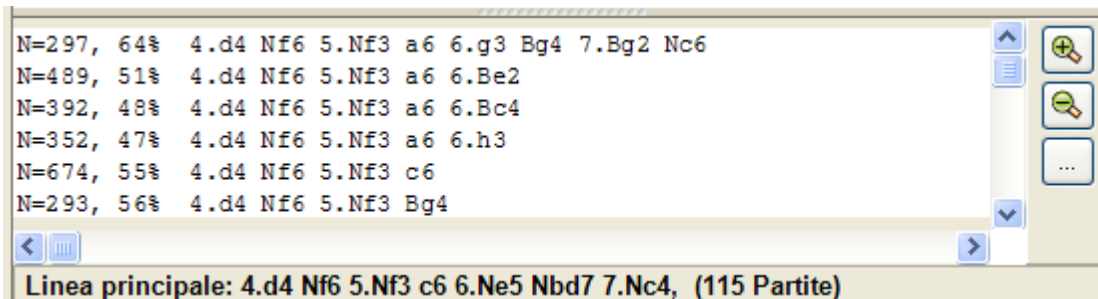 N=297, 64% 4.d4 Nf6 5.Nf3 a6 6.g3 Bg4 7.Bg2 Nc6
N=489, 51% 4.d4 Nf6 5.Nf3 a6 6.Be2
N=392, 48% 4.d4 Nf6 5.Nf3 a6 6.Bc4
N=352, 47% 4.d4 Nf6 5.Nf3 a6 6.h3
N=674, 55% 4.d4 Nf6 5.Nf3 c6
N=293, 56% 4.d4 Nf6 5.Nf3 Bg4
...
Linea principale: 4.d4 Nf6 5.Nf3 c6 6.Ne5 Nbd7 7.Nc4, (115 Partite)